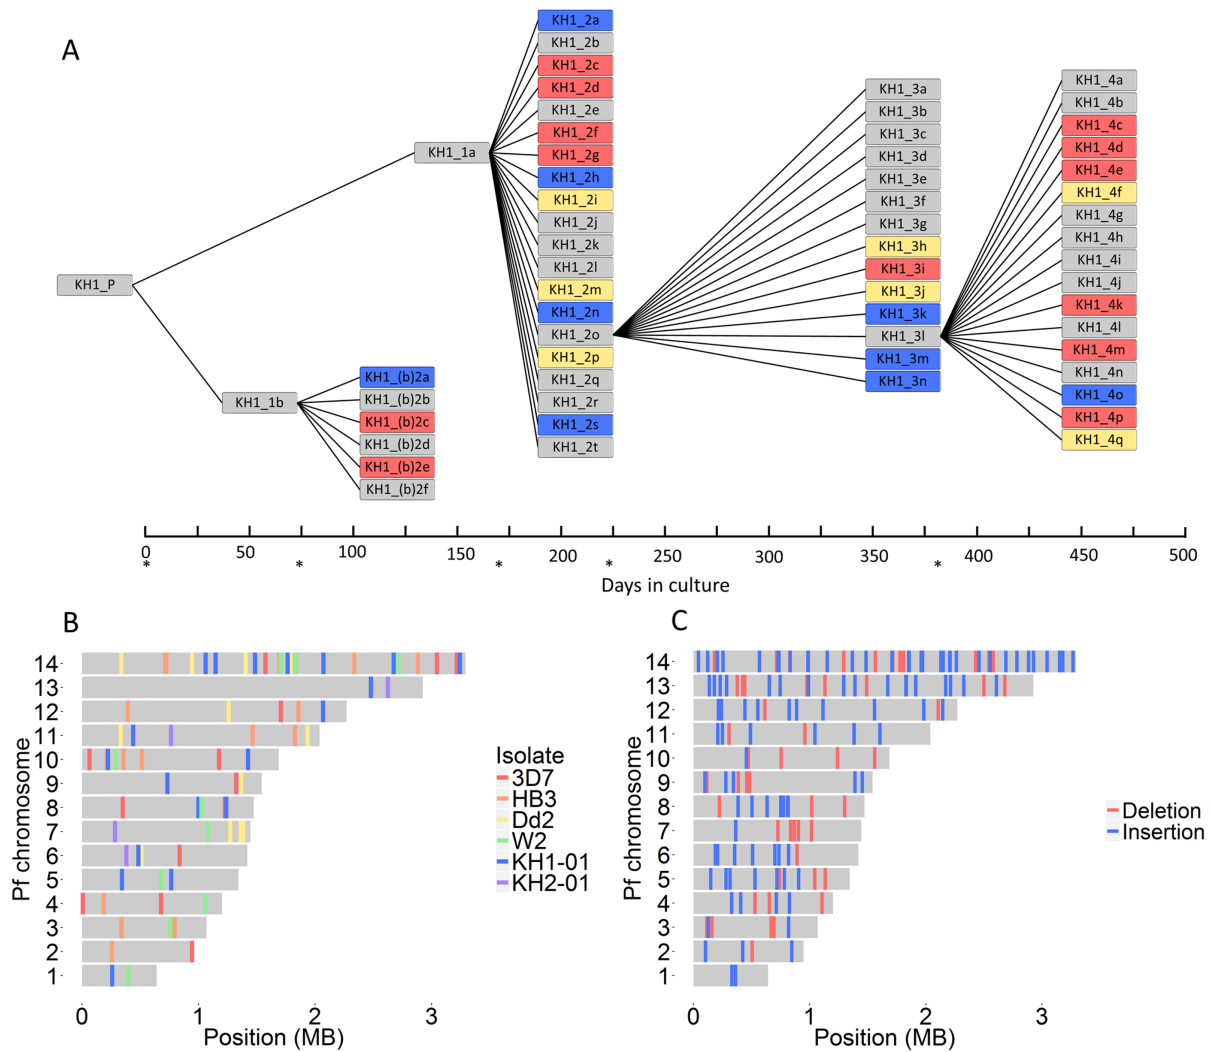 A
KH1_P
KH1_1a
KH1_1b
KH1_(b)2a
KH1_(b)2b
KH1_(b)2c
KH1_(b)2d
KH1_(b)2e
KH1_(b)2f
KH1_2a
KH1_2b
KH1_2c
KH1_2d
KH1_2e
KH1_2f
KH1_2g
KH1_2h
KH1_2i
KH1_2j
KH1_2k
KH1_2l
KH1_2m
KH1_2n
KH1_2o
KH1_2p
KH1_2q
KH1_2r
KH1_2s
KH1_2t
KH1_3a
KH1_3b
KH1_3c
KH1_3d
KH1_3e
KH1_3f
KH1_3g
KH1_3h
KH1_3i
KH1_3j
KH1_3k
KH1_3l
KH1_3m
KH1_3n
KH1_4a
KH1_4b
KH1_4c
KH1_4d
KH1_4e
KH1_4f
KH1_4g
KH1_4h
KH1_4i
KH1_4j
KH1_4k
KH1_4l
KH1_4m
KH1_4n
KH1_4o
KH1_4p
KH1_4q
0 50 100 150 200 250 300 350 400 450 500
* * * * *
Days in culture
B
Pf chromosome
14
13
12
11
10
9
8
7
6
5
4
3
2
1
0 1 2 3
Position (MB)
Isolate
3D7
HB3
Dd2
W2
KH1-01
KH2-01
C
Pf chromosome
14
13
12
11
10
9
8
7
6
5
4
3
2
1
0 1 2 3
Position (MB)
Deletion
Insertion